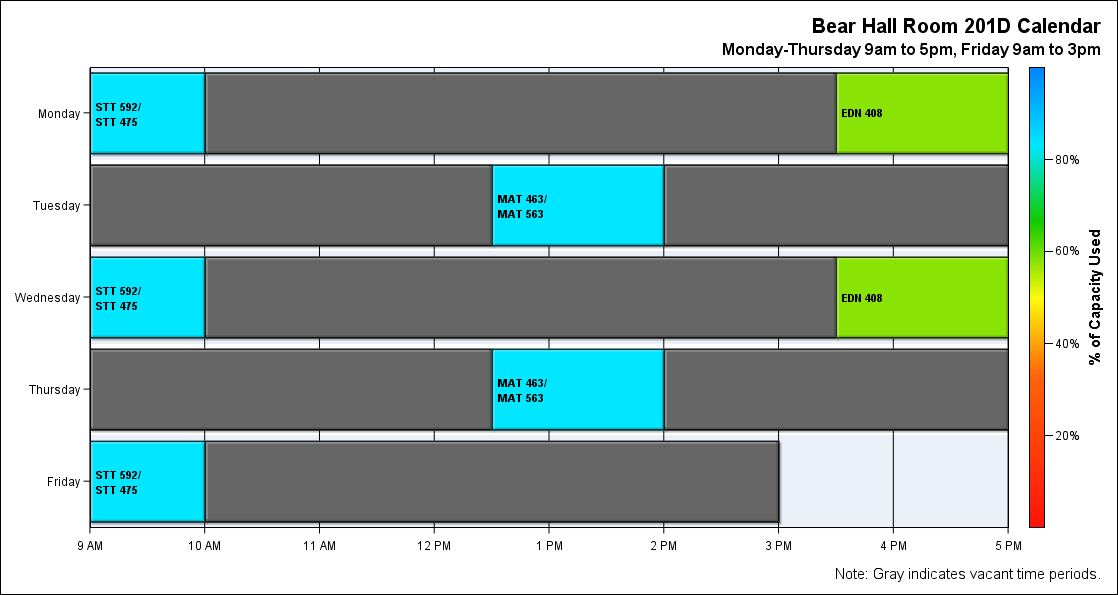 Bear Hall Room 201D Calendar
Monday-Thursday 9am to 5pm, Friday 9am to 3pm
Monday
STT 592/
STT 475
EDN 408
Tuesday
MAT 463/
MAT 563
Wednesday
STT 592/
STT 475
EDN 408
Thursday
MAT 463/
MAT 563
Friday
STT 592/
STT 475
9 AM 10 AM 11 AM 12 PM 1 PM 2 PM 3 PM 4 PM 5 PM
80%
60%
40%
20%
% of Capacity Used
Note: Gray indicates vacant time periods.